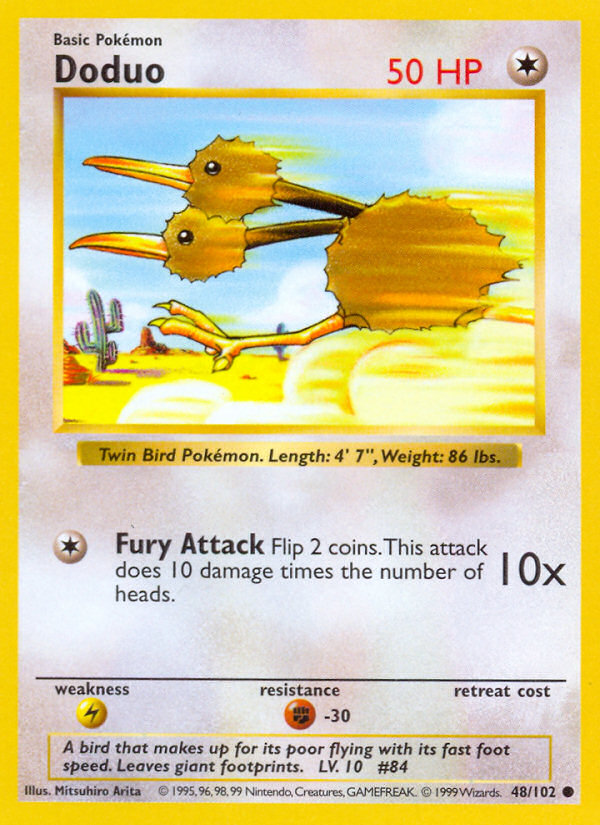 Basic Pokémon
Doduo
50 HP
Twin Bird Pokémon. Length: 4' 7", Weight: 86 lbs.
Fury Attack Flip 2 coins. This attack
does 10 damage times the number of
heads.
10x
weakness
resistance
retreat cost
-30
A bird that makes up for its poor flying with its fast foot
speed. Leaves giant footprints. LV. 10 #84
Illus. Mitsuhiro Arita © 1995, 96, 98, 99 Nintendo, Creatures, GAMEFREAK. © 1999 Wizards. 48/102